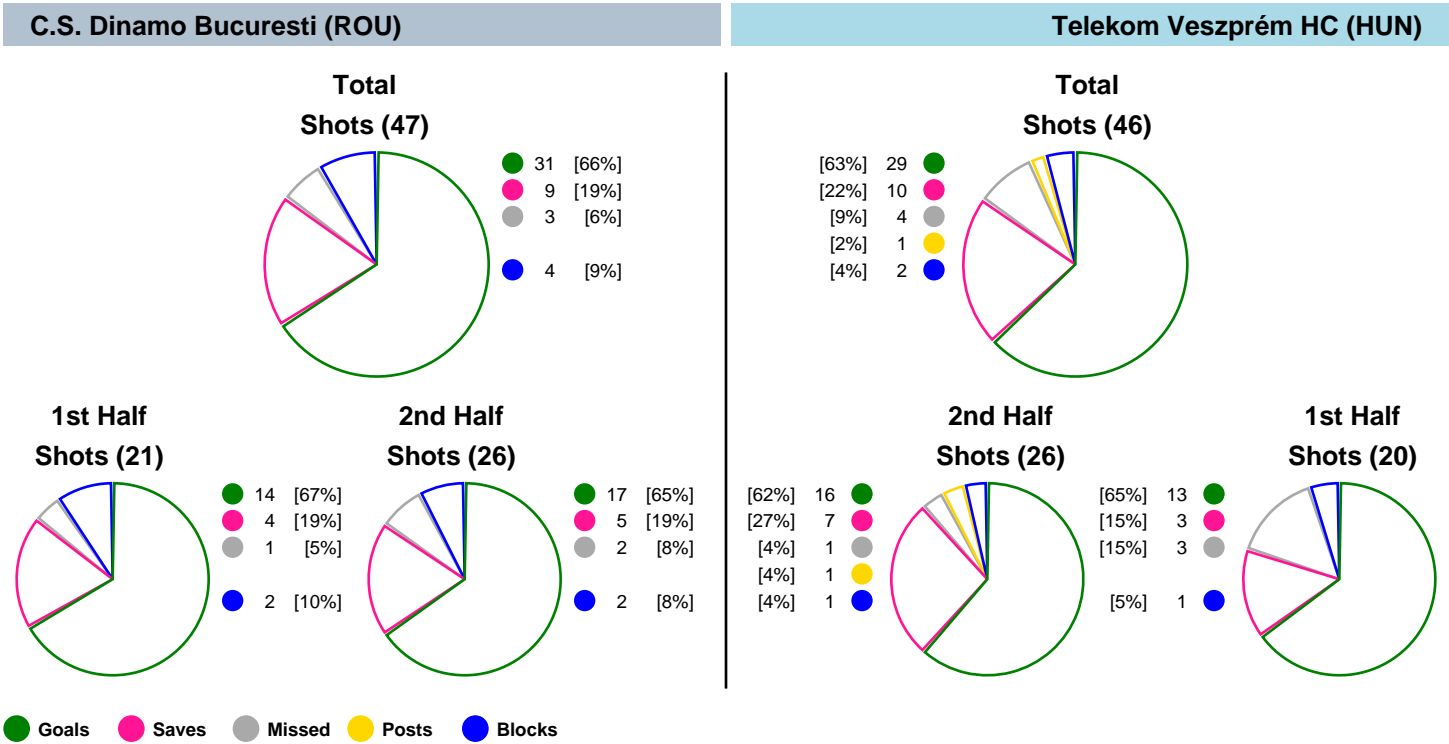 C.S. Dinamo Bucuresti (ROU)
Telekom Veszprém HC (HUN)
Total
Shots (47)
31 [66%]
9 [19%]
3 [6%]
4 [9%]
Total
Shots (46)
[63%] 29
[22%] 10
[9%] 4
[2%] 1
[4%] 2
1st Half
Shots (21)
14 [67%]
4 [19%]
1 [5%]
2 [10%]
2nd Half
Shots (26)
17 [65%]
5 [19%]
2 [8%]
2 [8%]
2nd Half
Shots (26)
[62%] 16
[27%] 7
[4%] 1
[4%] 1
[4%] 1
1st Half
Shots (20)
[65%] 13
[15%] 3
[15%] 3
[5%] 1
Goals Saves Missed Posts Blocks